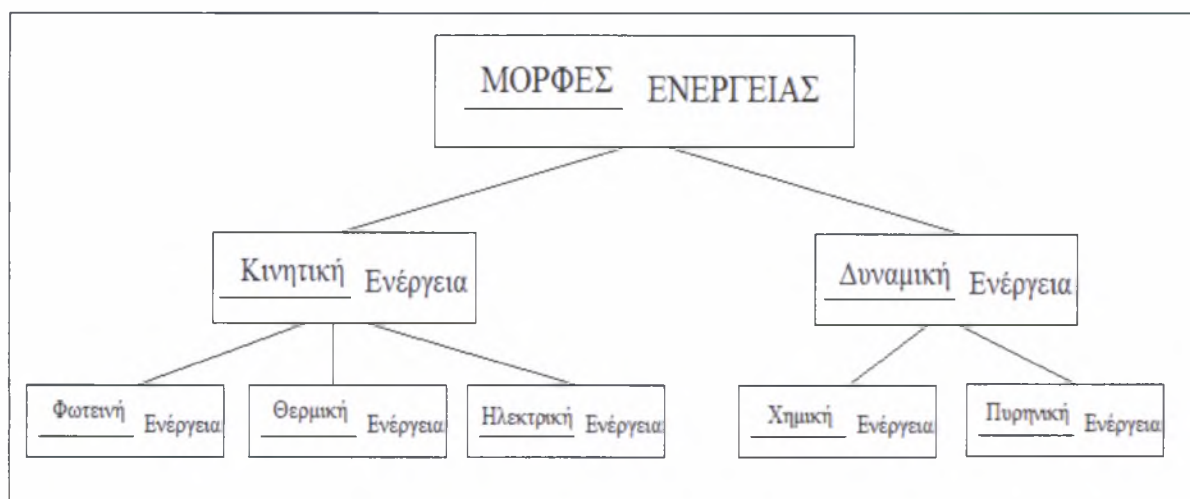 ΜΟΡΦΕΣ ΕΝΕΡΓΕΙΑΣ
Κινητική Ενέργεια
Δυναμική Ενέργεια
Φωτεινή Ενέργεια
Θερμική Ενέργεια
Ηλεκτρική Ενέργεια
Χημική Ενέργεια
Πυρηνική Ενέργεια